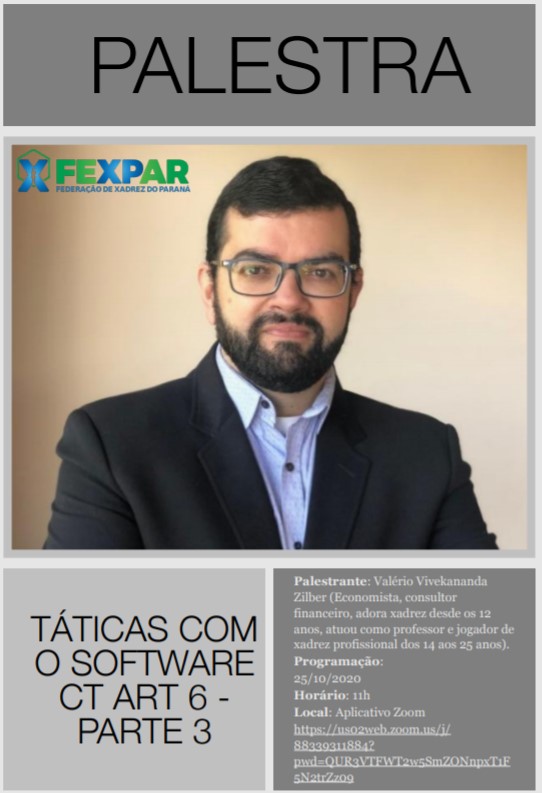 PALESTRA
FEXPAR
FEDERAÇÃO DE XADREZ DO PARANÁ
TÁTICAS COM
O SOFTWARE
CT ART 6 -
PARTE 3
Palestrante: Valério Vivekananda
Zilber (Economista, consultor
financeiro, adora xadrez desde os 12
anos, atuou como professor e jogador de
xadrez profissional dos 14 aos 25 anos).
Programação:
25/10/2020
Horário: 11h
Local: Aplicativo Zoom
https://us02web.zoom.us/j/
88339311884?
pwd=QUR3VTFWT2w5SmZONnpxT1F
5N2trZz09